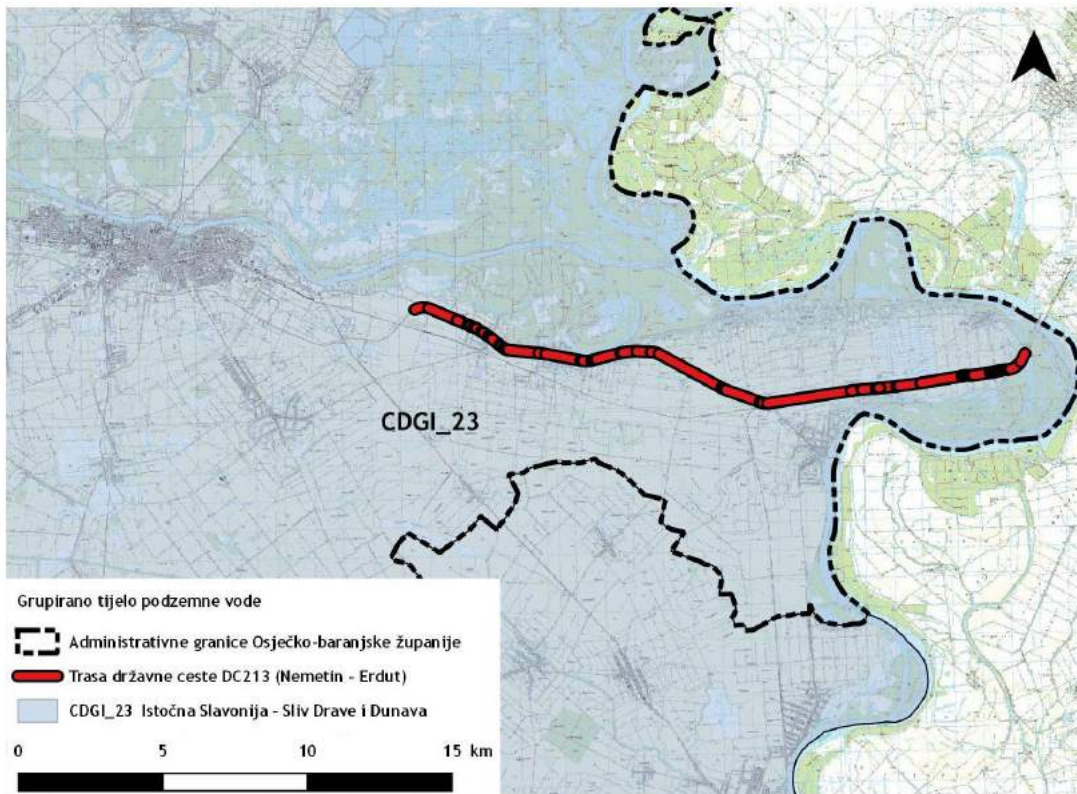 CDGI_23
Grupirano tijelo podzemne vode
Administrativne granice Osječko-baranjske županije
Trasa državne ceste DC213 (Nemetin - Erdut)
CDGI_23 Istočna Slavonija - Sliv Drave i Dunava
0 5 10 15 km